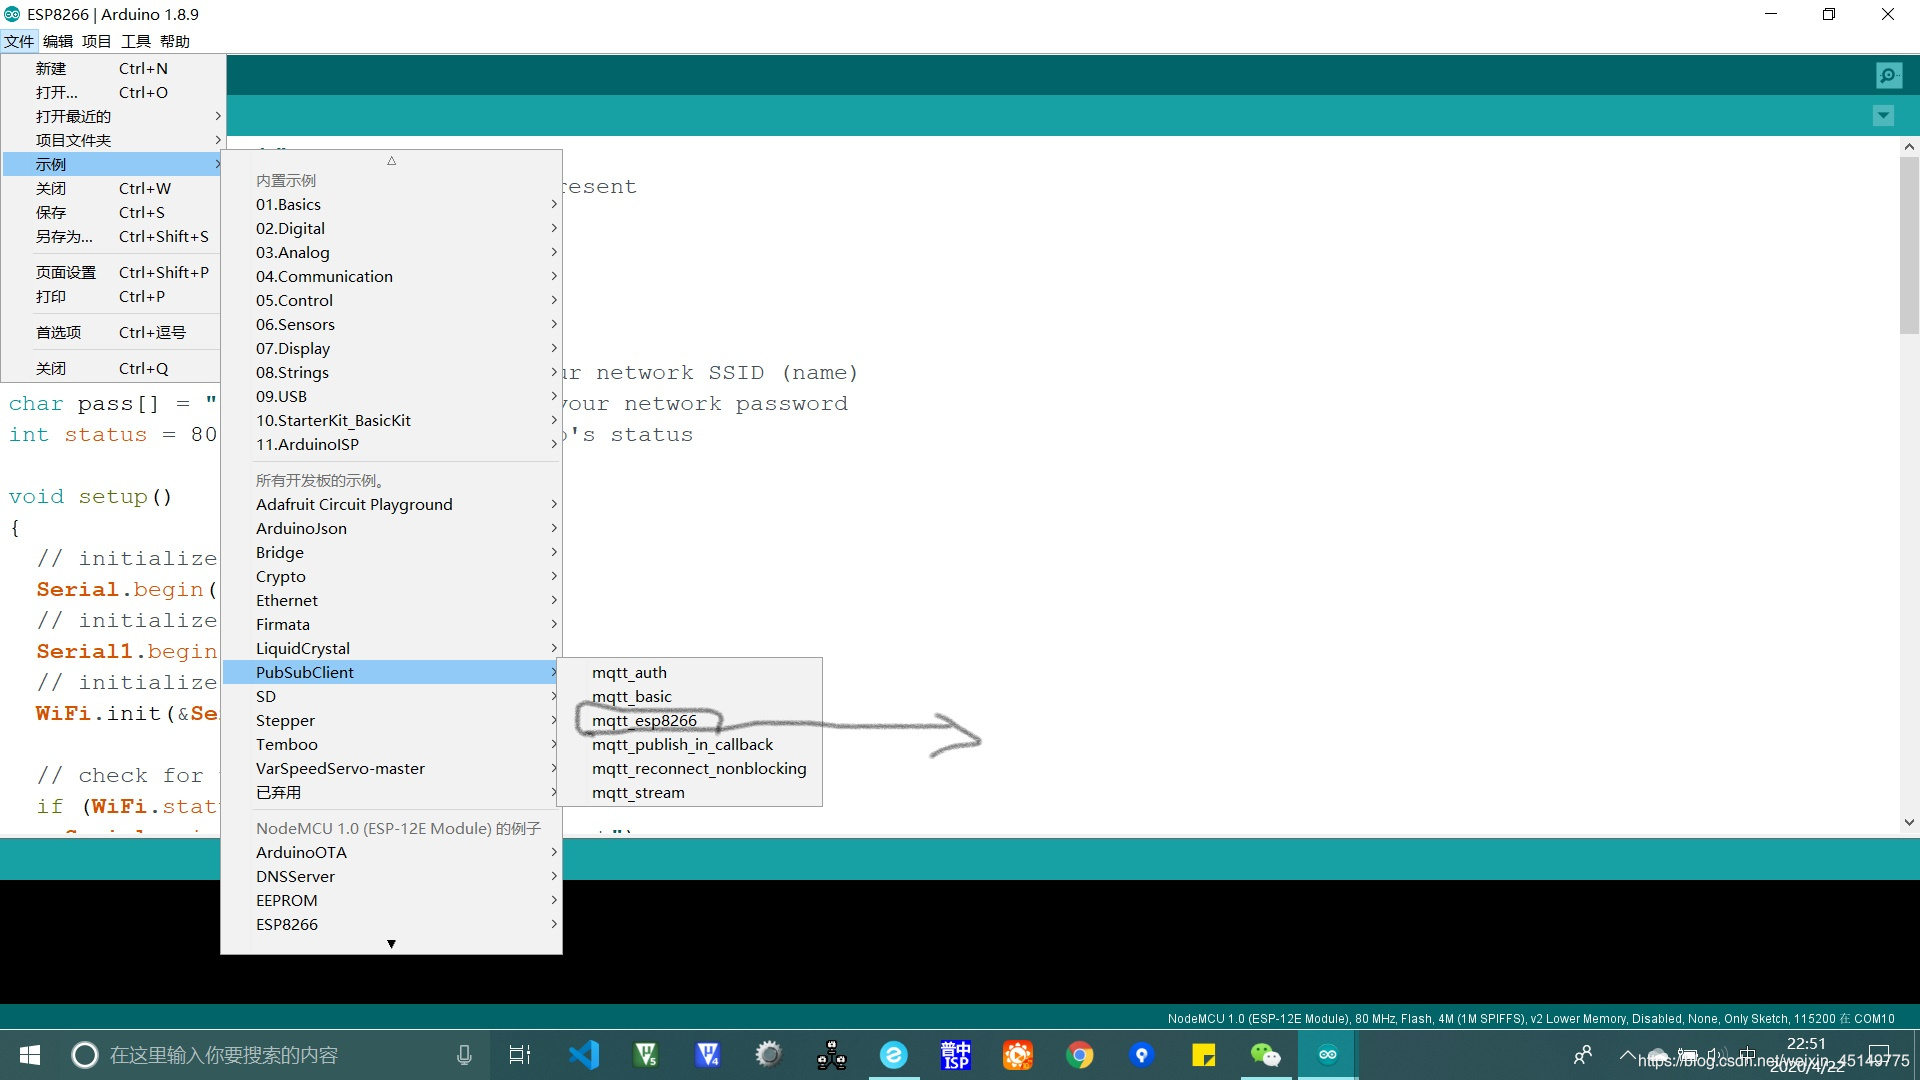 ESP8266 | Arduino 1.8.9
文件 编辑 项目 工具 帮助
新建 Ctrl+N
打开... Ctrl+O
打开最近的
项目文件夹
示例
关闭 Ctrl+W
保存 Ctrl+S
另存为... Ctrl+Shift+S
页面设置 Ctrl+Shift+P
打印 Ctrl+P
首选项 Ctrl+逗号
关闭 Ctrl+Q
内置示例
01.Basics
02.Digital
03.Analog
04.Communication
05.Control
06.Sensors
07.Display
08.Strings
09.USB
10.StarterKit_BasicKit
11.ArduinoISP
所有开发板的示例。
Adafruit Circuit Playground
ArduinoJson
Bridge
Crypto
Ethernet
Firmata
LiquidCrystal
PubSubClient
SD
Stepper
Temboo
VarSpeedServo-master
已弃用
NodeMCU 1.0 (ESP-12E Module) 的例子
ArduinoOTA
DNSServer
EEPROM
ESP8266
mqtt_auth
mqtt_basic
mqtt_esp8266
mqtt_publish_in_callback
mqtt_reconnect_nonblocking
mqtt_stream
resent
ur network SSID (name)
char pass[] = " your network password
int status = 80 's status
void setup()
{
// initialize
Serial.begin(
// initialize
Serial1.begin
// initialize
WiFi.init(&Se
// check for
if (WiFi.stat
NodeMCU 1.0 (ESP-12E Module), 80 MHz, Flash, 4M (1M SPIFFS), v2 Lower Memory, Disabled, None, Only Sketch, 115200 在 COM10
在这里输入你要搜索的内容
V5
V4
普中
ISP
中
22:51
2020/4/22
https://blog.csdn.net/weixin_45149775